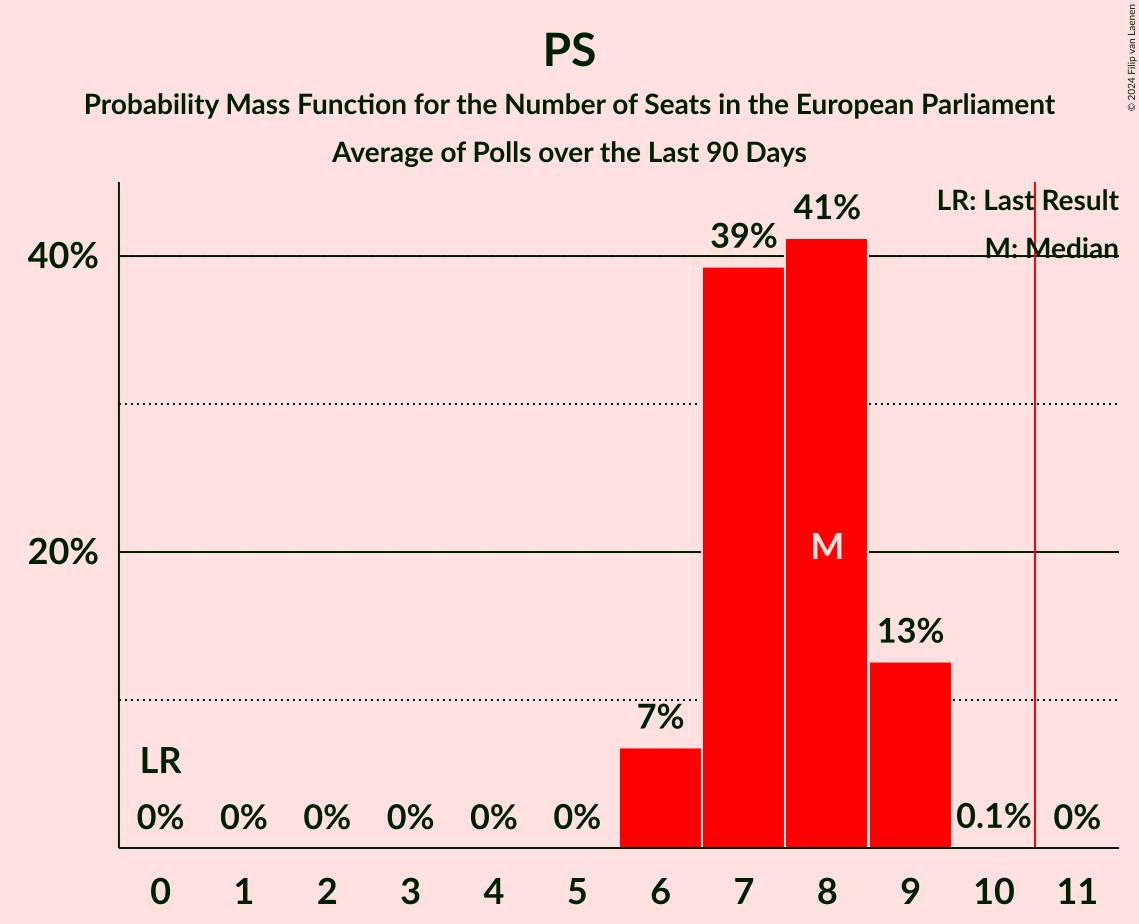 PS
Probability Mass Function for the Number of Seats in the European Parliament
Average of Polls over the Last 90 Days
© 2024 Filip van Laenen
LR: Last Result
M: Median
40%
20%
LR
M
0%
0%
0%
0%
0%
0%
7%
39%
41%
13%
0.1%
0%
0 1 2 3 4 5 6 7 8 9 10 11